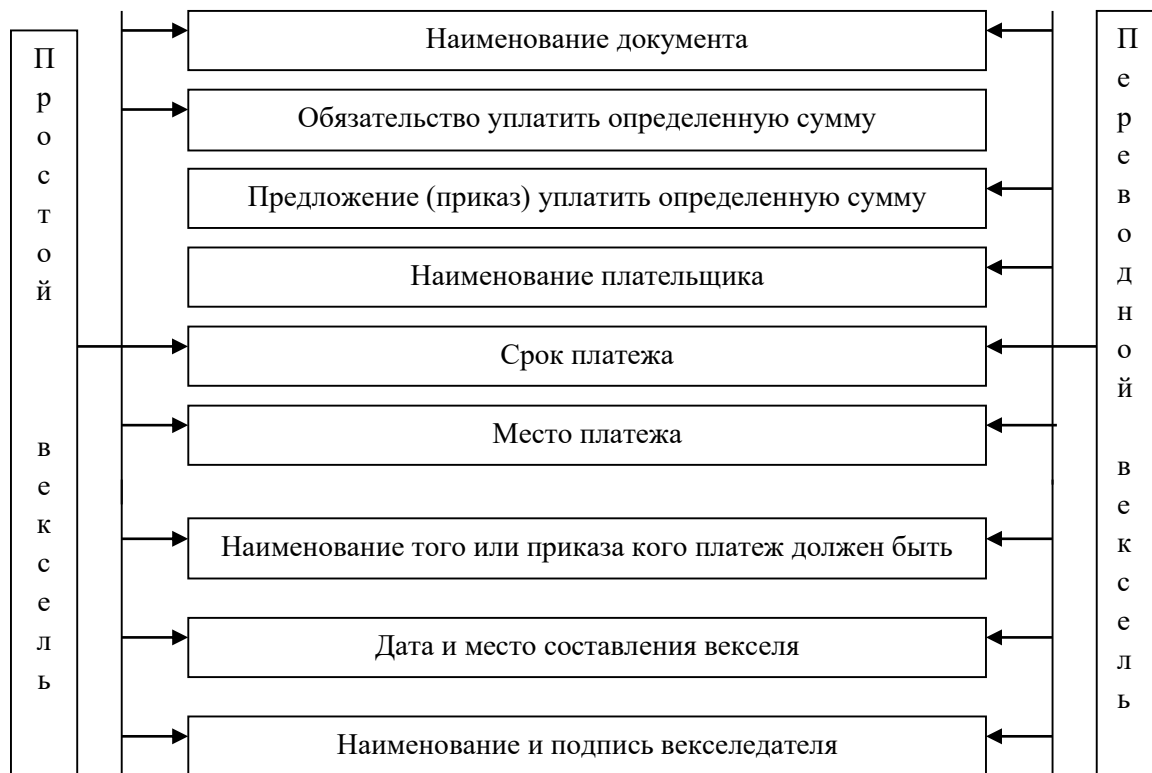 Простой вексель
Наименование документа
Обязательство уплатить определенную сумму
Предложение (приказ) уплатить определенную сумму
Наименование плательщика
Срок платежа
Место платежа
Наименование того или приказа кого платеж должен быть
Дата и место составления векселя
Наименование и подпись векселедателя
Переводной вексель